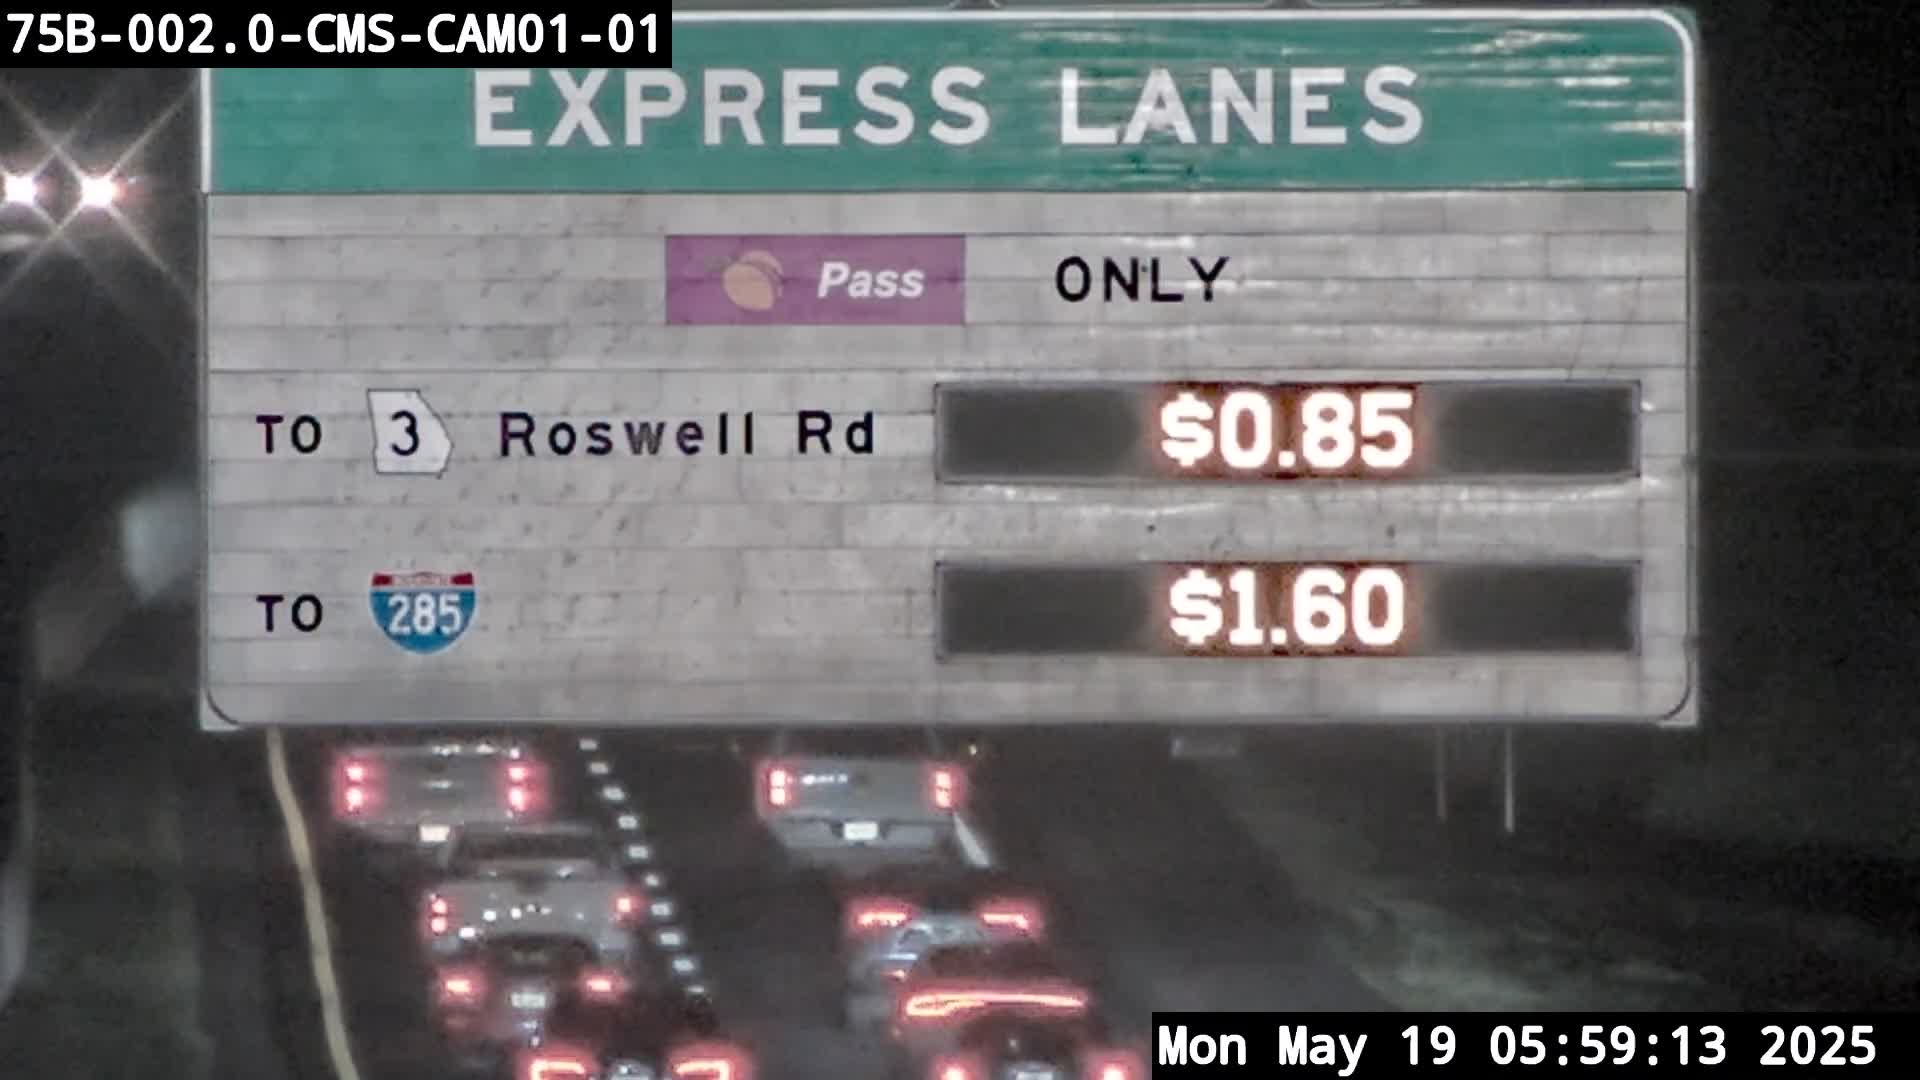 75B-002.0-CMS-CAM01-01
EXPRESS LANES
Pass ONLY
TO 3 Roswell Rd $0.85
TO 285 $1.60
Mon May 19 05:59:13 2025